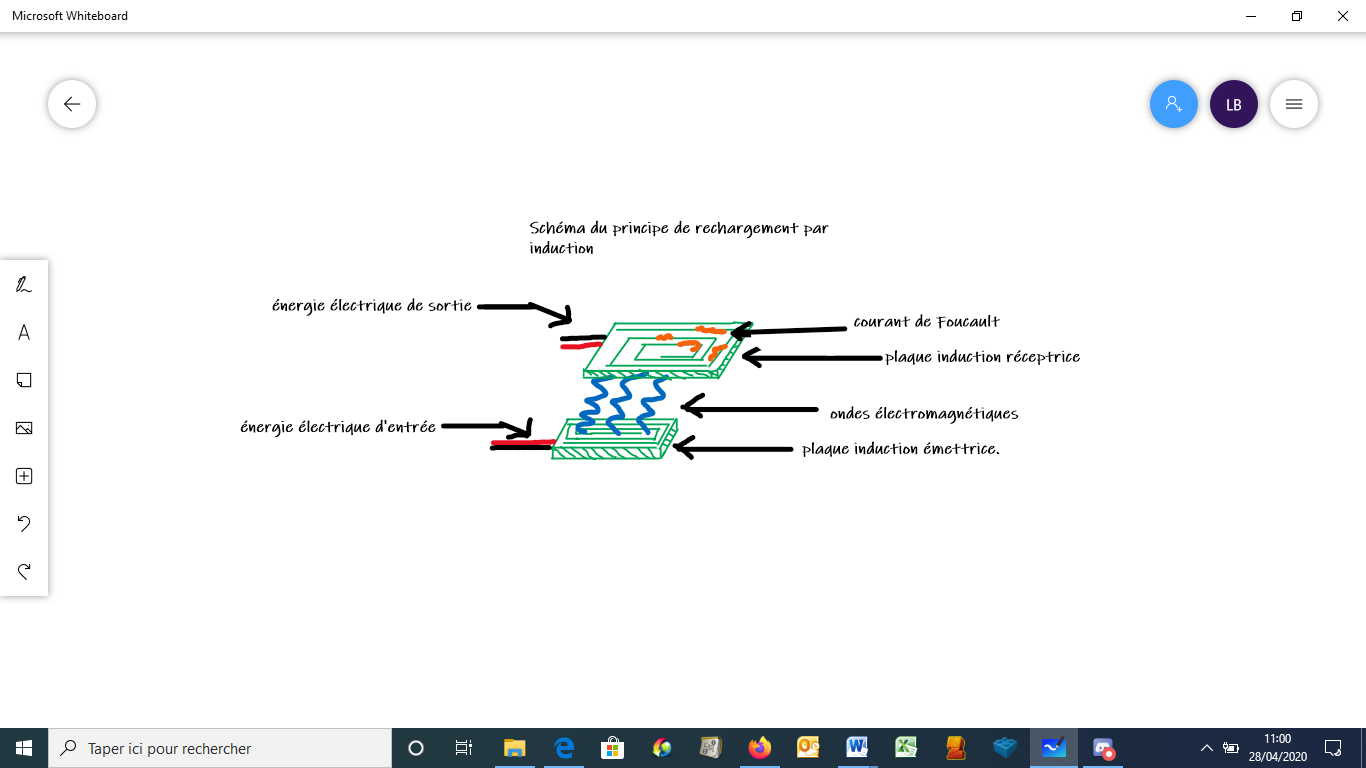 Microsoft Whiteboard
LB
Schéma du principe de rechargement par
induction
énergie électrique de sortie
courant de Foucault
plaque induction réceptrice
ondes électromagnétiques
énergie électrique d'entrée
plaque induction émettrice.
Taper ici pour rechercher
11:00
28/04/2020